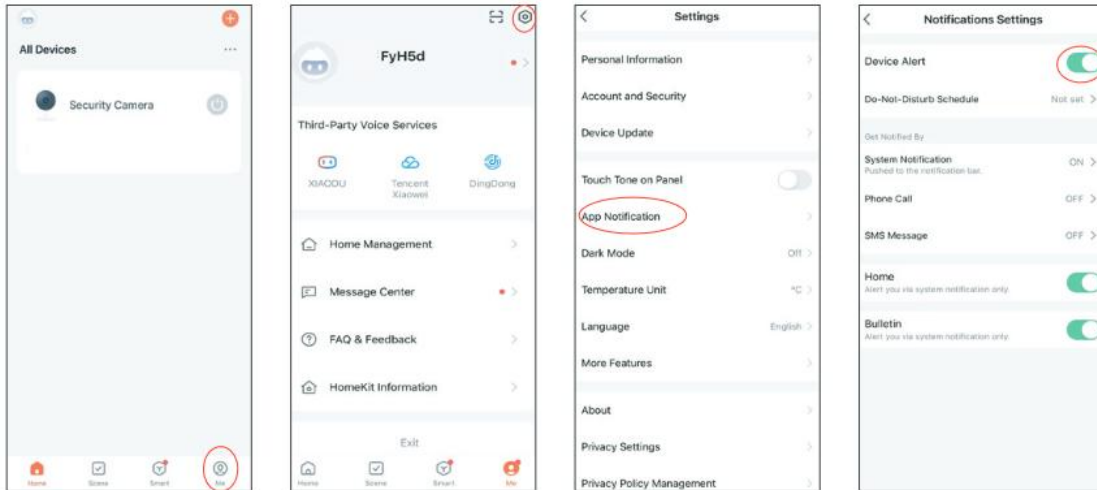 All Devices
...
Security Camera
Home
Scene
Smart
Me
FyH5d
Third-Party Voice Services
XIAODU
Tencent
Xiaowei
DingDong
Home Management
Message Center
FAQ & Feedback
HomeKit Information
Exit
Home
Scene
Smart
Me
Settings
Personal Information
Account and Security
Device Update
Touch Tone on Panel
App Notification
Dark Mode Off
Temperature Unit °C
Language English
More Features
About
Privacy Settings
Privacy Policy Management
Notifications Settings
Device Alert
Do-Not-Disturb Schedule Not set
Get Notified By
System Notification ON
Pushed to the notification bar.
Phone Call OFF
SMS Message OFF
Home
Alert you via system notification only.
Bulletin
Alert you via system notification only.